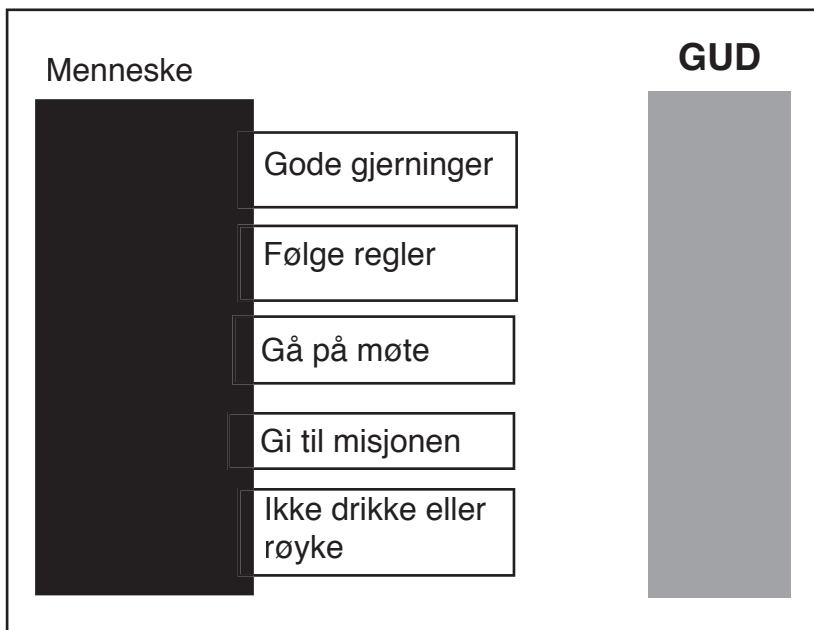 Menneske
GUD
Gode gjerninger
Følge regler
Gå på møte
Gi til misjonen
Ikke drikke eller
røyke